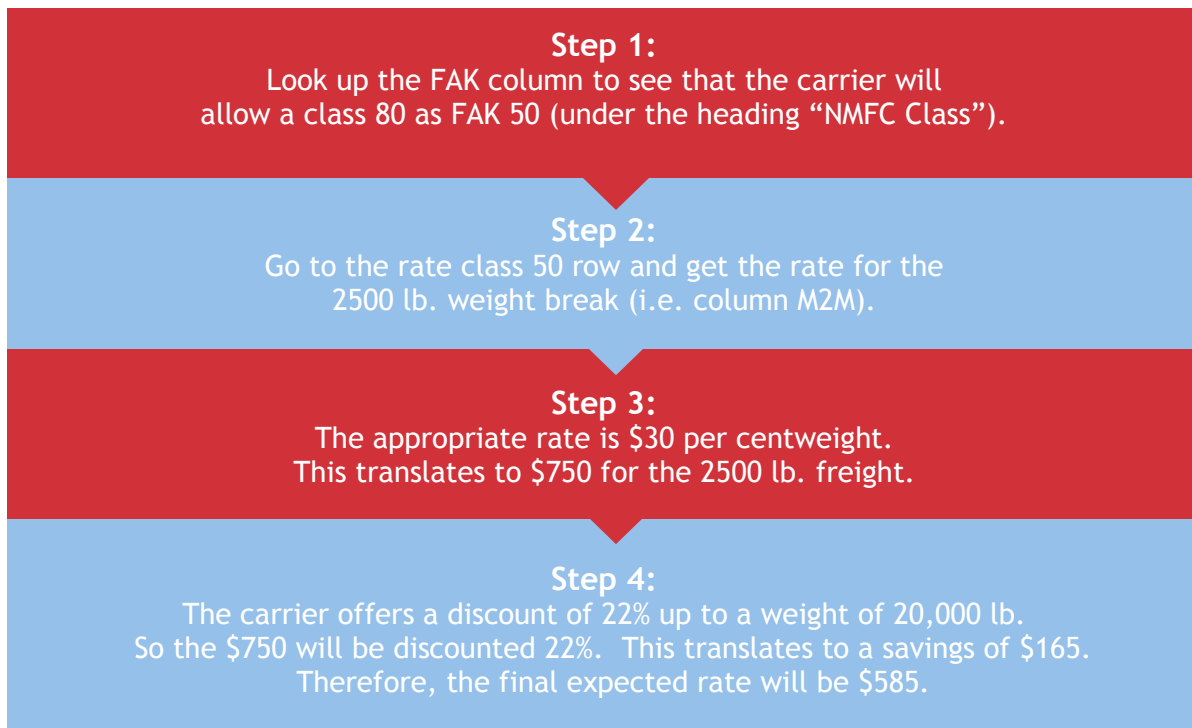 Step 1:
Look up the FAK column to see that the carrier will
allow a class 80 as FAK 50 (under the heading “NMFC Class”).
Step 2:
Go to the rate class 50 row and get the rate for the
2500 lb. weight break (i.e. column M2M).
Step 3:
The appropriate rate is $30 per centweight.
This translates to $750 for the 2500 lb. freight.
Step 4:
The carrier offers a discount of 22% up to a weight of 20,000 lb.
So the $750 will be discounted 22%.  This translates to a savings of $165.
Therefore, the final expected rate will be $585.